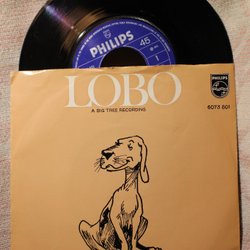 PHILIPS
45
LOBO
A BIG TREE RECORDING
PHILIPS
6073 801